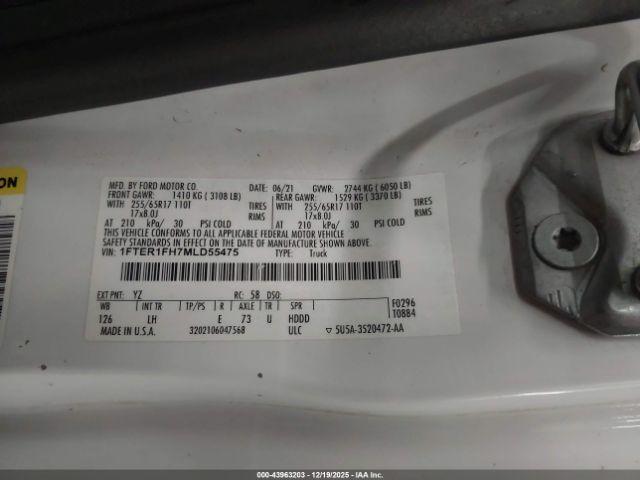 ON
MFD. BY FORD MOTOR CO. DATE: 06/21 GVWR: 2744 KG ( 6050 LB)
FRONT GAWR: 1410 KG ( 3108 LB) REAR GAWR: 1529 KG ( 3370 LB)
WITH 255/65R17 110T TIRES WITH 255/65R17 110T TIRES
17x8.0J RIMS 17x8.0J RIMS
AT 210 kPa/ 30 PSI COLD AT 210 kPa/ 30 PSI COLD
THIS VEHICLE CONFORMS TO ALL APPLICABLE FEDERAL MOTOR VEHICLE
SAFETY STANDARDS IN EFFECT ON THE DATE OF MANUFACTURE SHOWN ABOVE.
VIN: 1FTER1FH7MLD55475 TYPE: Truck
EXT PNT: YZ RC: 58 DSO:
WB INT TR TP/PS R AXLE TR SPR F0296
126 LH E 73 U HDDD T0884
MADE IN U.S.A. 3202106047568 ULC 5U5A-3520472-AA
000-43963203 - 12/19/2025 - IAAI.COM